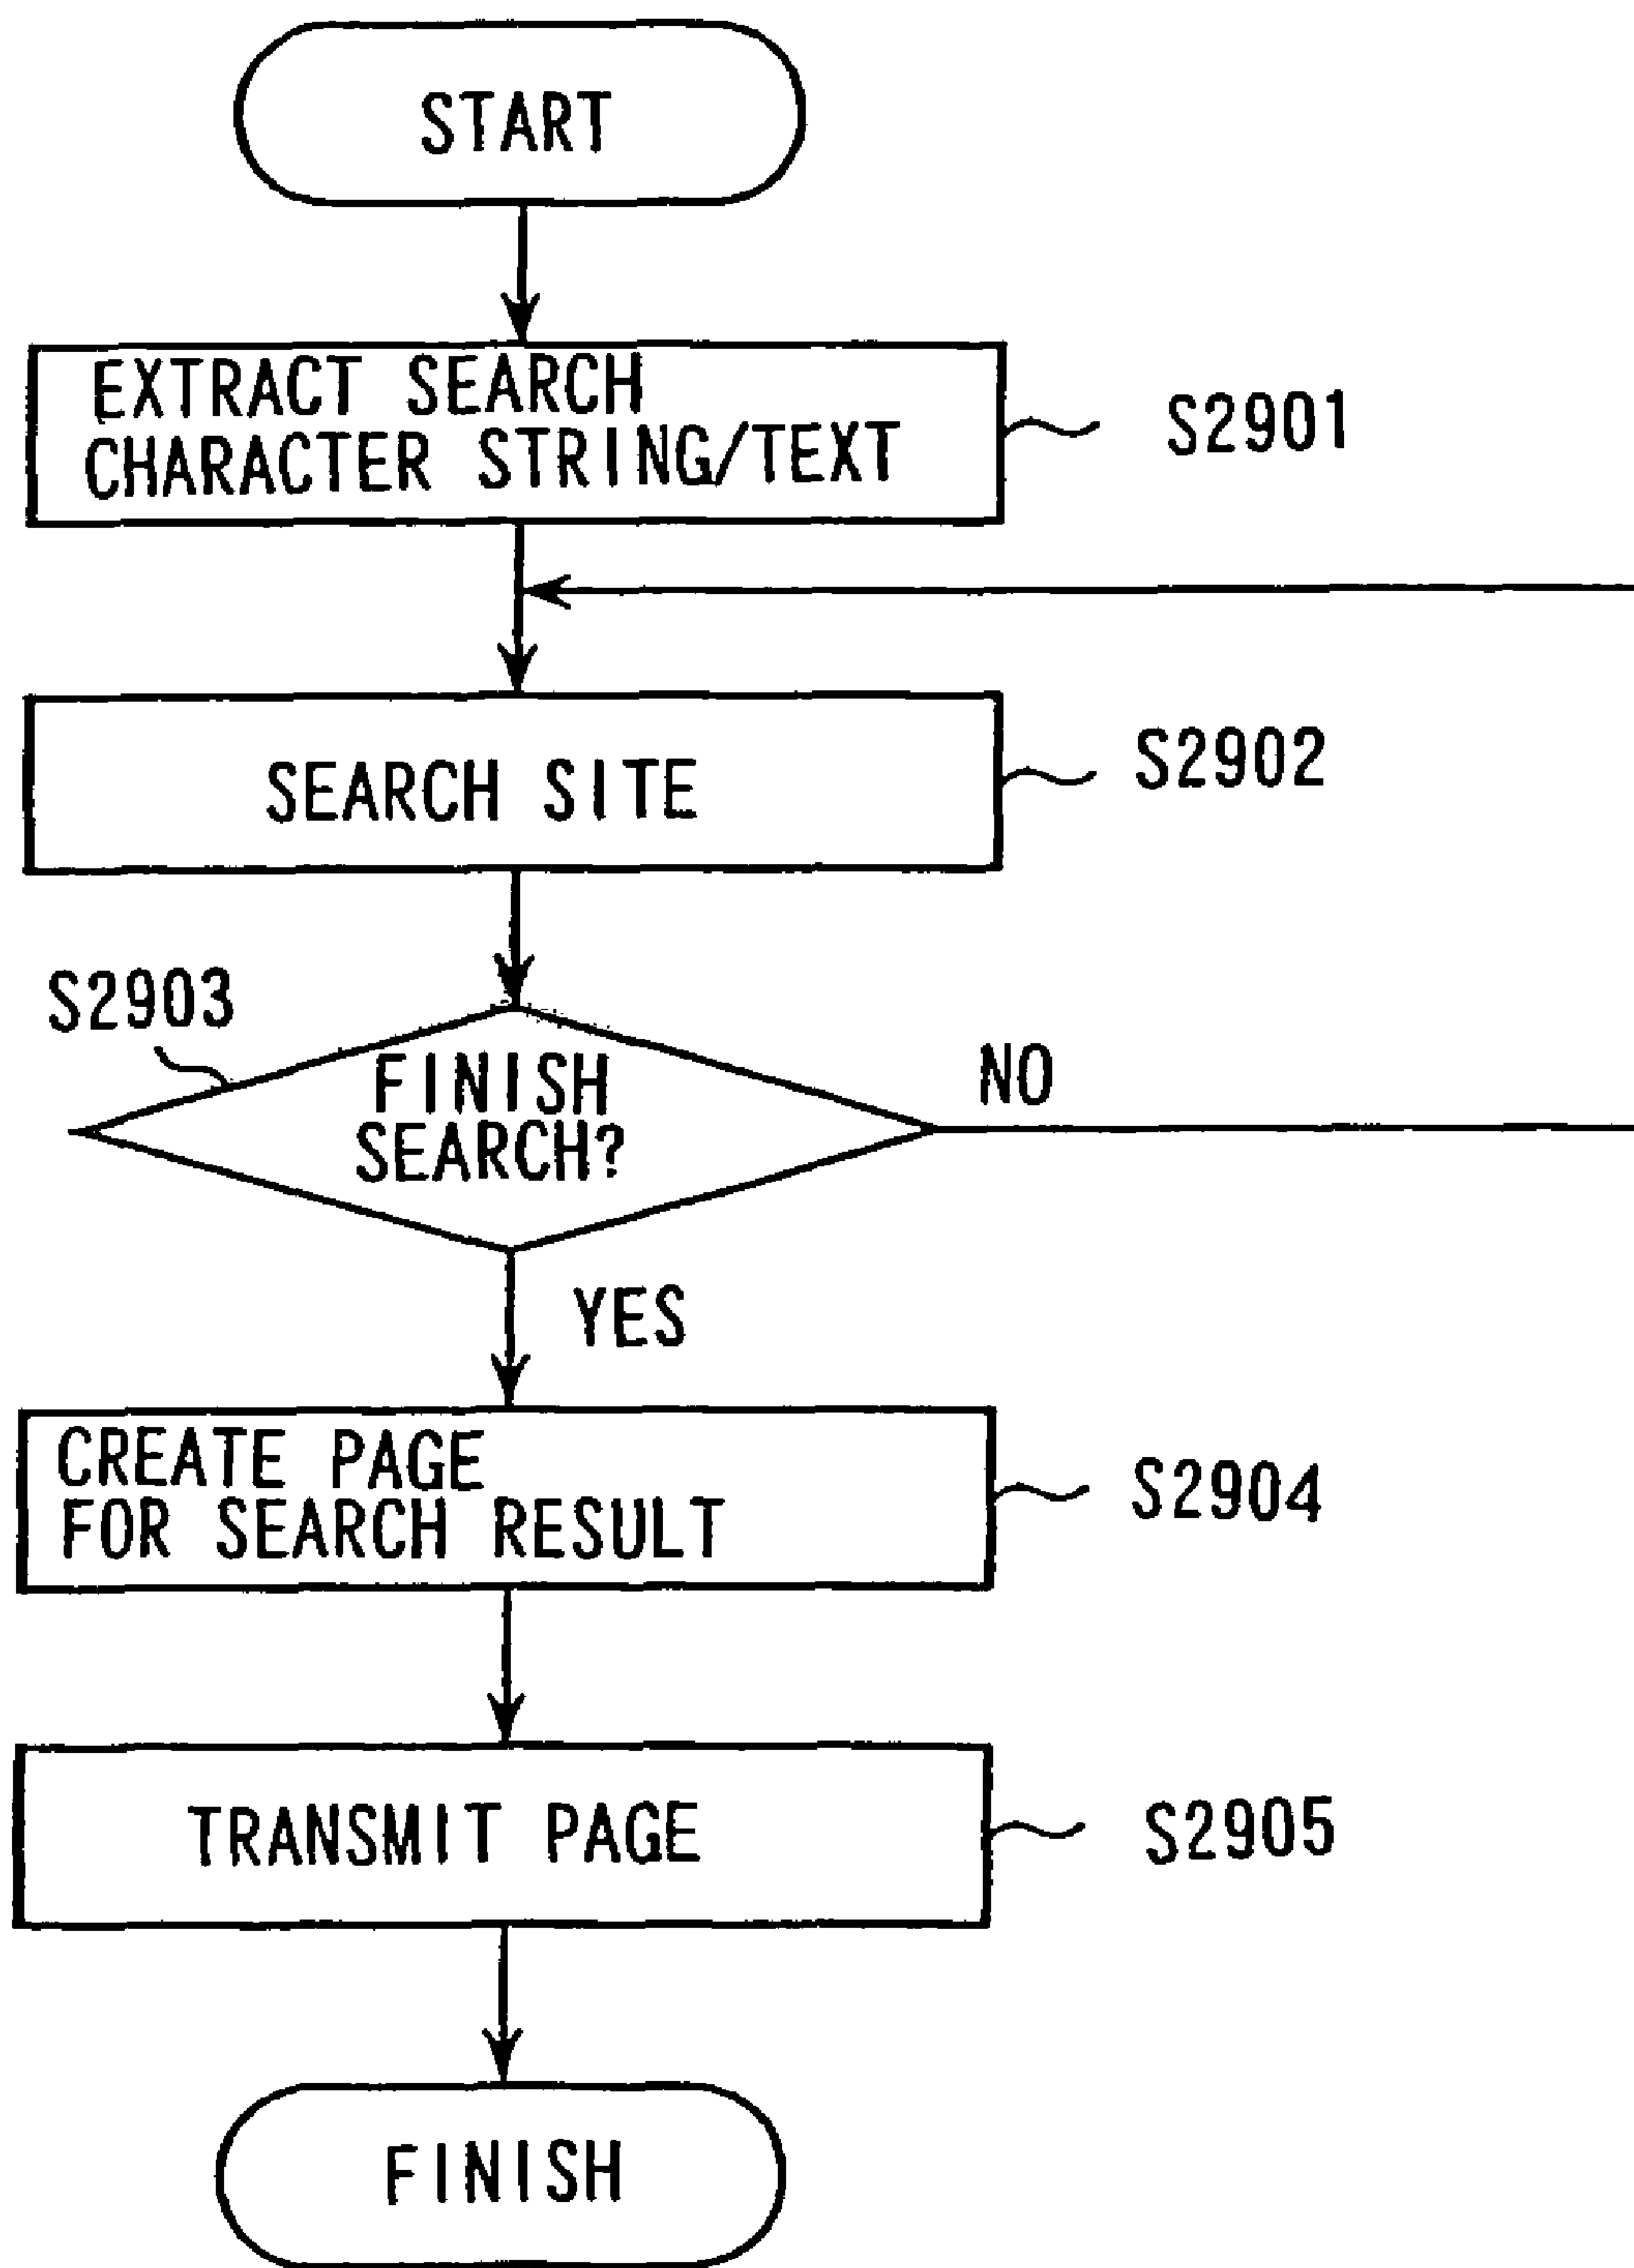 START
EXTRACT SEARCH
CHARACTER STRING/TEXT
S2901
SEARCH SITE
S2902
S2903
FINISH
SEARCH?
NO
YES
CREATE PAGE
FOR SEARCH RESULT
S2904
TRANSMIT PAGE
S2905
FINISH